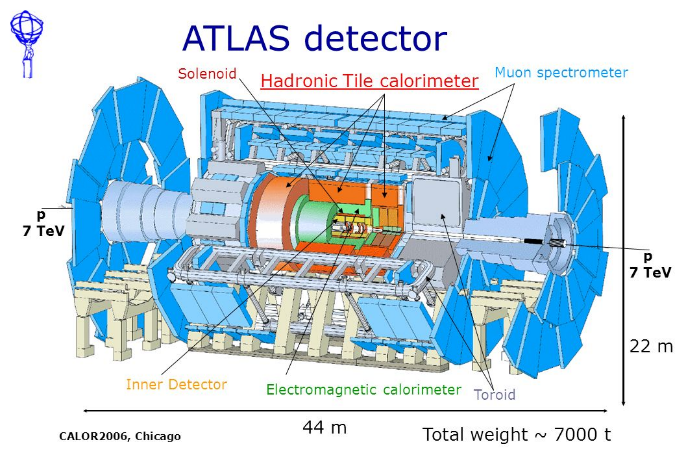 ATLAS detector
Solenoid
Hadronic Tile calorimeter
Muon spectrometer
p
7 TeV
p
7 TeV
22 m
Inner Detector
Electromagnetic calorimeter
Toroid
44 m
CALOR2006, Chicago
Total weight ~ 7000 t